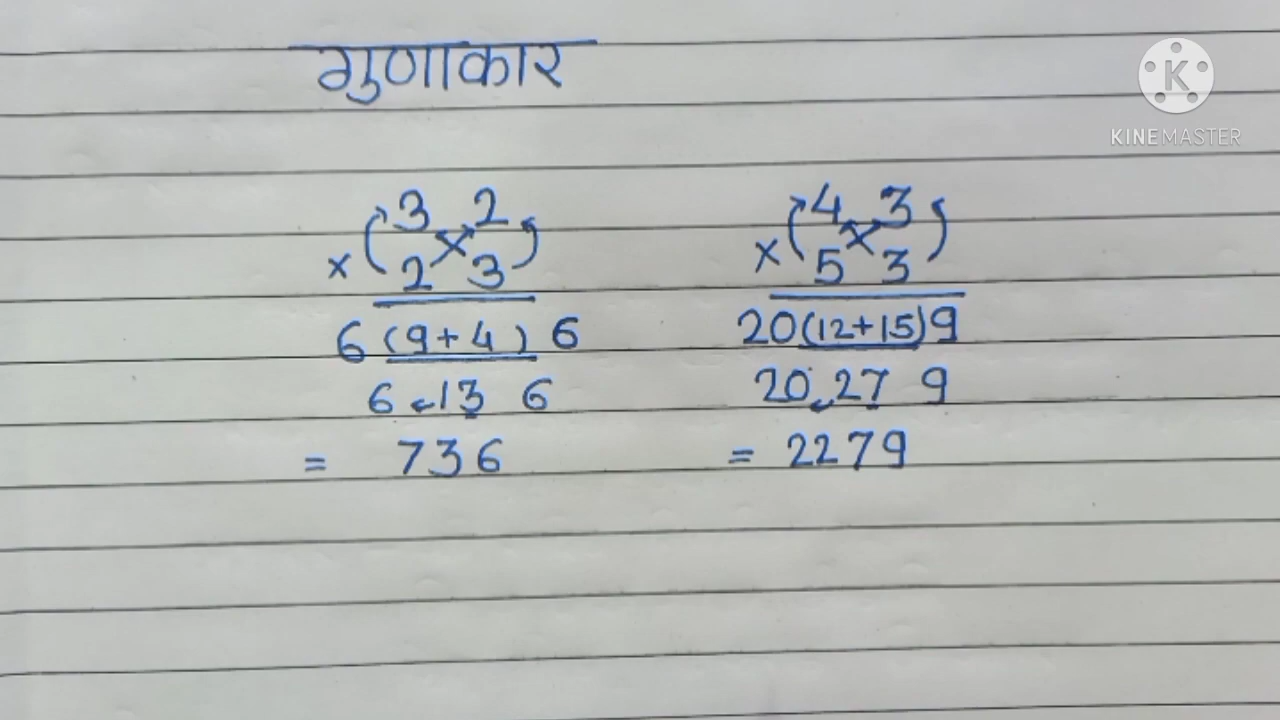 गुणाकार
K
KINEMASTER
3 2
× 2 3
6 (9+4) 6
6 ← 13 6
= 736
4 3
× 5 3
20 (12+15) 9
20 ← 27 9
= 2279